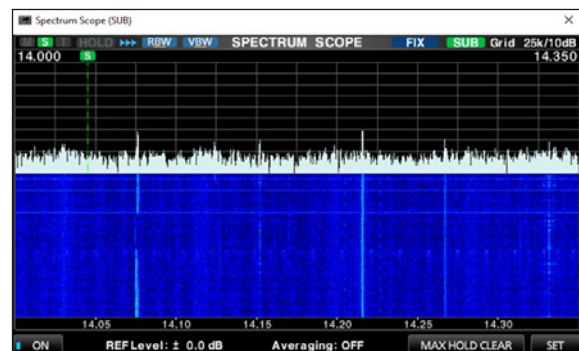 Spectrum Scope (SUB)
M S T HOLD RBW VBW SPECTRUM SCOPE FIX SUB Grid 25k/10dB
14.000 S 14.350
14.05 14.10 14.15 14.20 14.25 14.30
ON REF Level: ± 0.0 dB Averaging: OFF MAX HOLD CLEAR SET